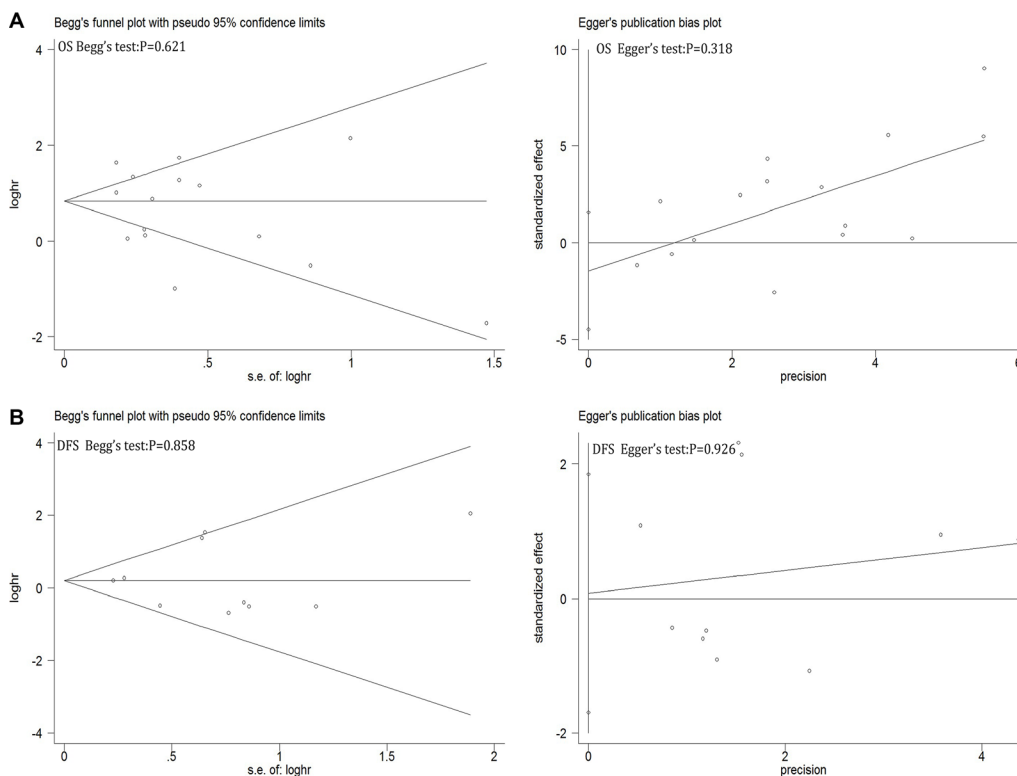 A
Begg's funnel plot with pseudo 95% confidence limits
OS Begg's test:P=0.621
4
2
0
-2
loghr
0 .5 1 1.5
s.e. of: loghr
Egger's publication bias plot
OS Egger's test:P=0.318
10
5
0
-5
standardized effect
0 2 4 6
precision
B
Begg's funnel plot with pseudo 95% confidence limits
DFS Begg's test:P=0.858
4
2
0
-2
-4
loghr
0 .5 1 1.5 2
s.e. of: loghr
Egger's publication bias plot
DFS Egger's test:P=0.926
2
0
-2
standardized effect
0 2 4
precision